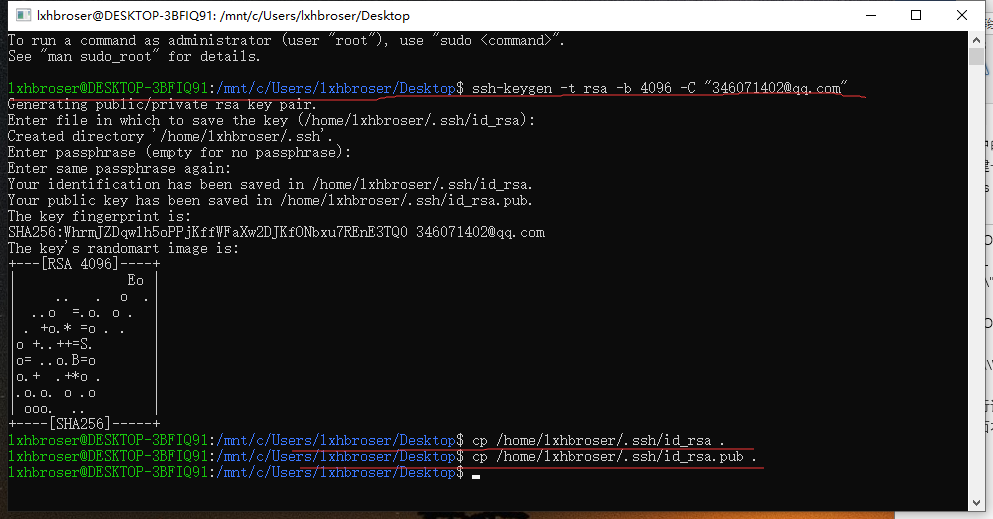 lxhbroser@DESKTOP-3BFIQ91: /mnt/c/Users/lxhbroser/Desktop
To run a command as administrator (user "root"), use "sudo <command>".
See "man sudo_root" for details.
lxhbroser@DESKTOP-3BFIQ91:/mnt/c/Users/lxhbroser/Desktop$ ssh-keygen -t rsa -b 4096 -C "346071402@qq.com"
Generating public/private rsa key pair.
Enter file in which to save the key (/home/lxhbroser/.ssh/id_rsa):
Created directory '/home/lxhbroser/.ssh'.
Enter passphrase (empty for no passphrase):
Enter same passphrase again:
Your identification has been saved in /home/lxhbroser/.ssh/id_rsa.
Your public key has been saved in /home/lxhbroser/.ssh/id_rsa.pub.
The key fingerprint is:
SHA256:WhrmJZDqw1h5oPPjKffWFaXw2DJKfONbxu7REnE3TQ0 346071402@qq.com
The key's randomart image is:
+---[RSA 4096]----+
|              Eo |
|     ..   .  o  .|
|  ..o  =.o. o .  |
| .  +o.* =o . .  |
|o +..++=S.       |
|o= ..o.B=o       |
|o.+  .+*o .      |
|.o.o. o .o       |
| ooo.  ..        |
+----[SHA256]-----+
lxhbroser@DESKTOP-3BFIQ91:/mnt/c/Users/lxhbroser/Desktop$ cp /home/lxhbroser/.ssh/id_rsa .
lxhbroser@DESKTOP-3BFIQ91:/mnt/c/Users/lxhbroser/Desktop$ cp /home/lxhbroser/.ssh/id_rsa.pub .
lxhbroser@DESKTOP-3BFIQ91:/mnt/c/Users/lxhbroser/Desktop$